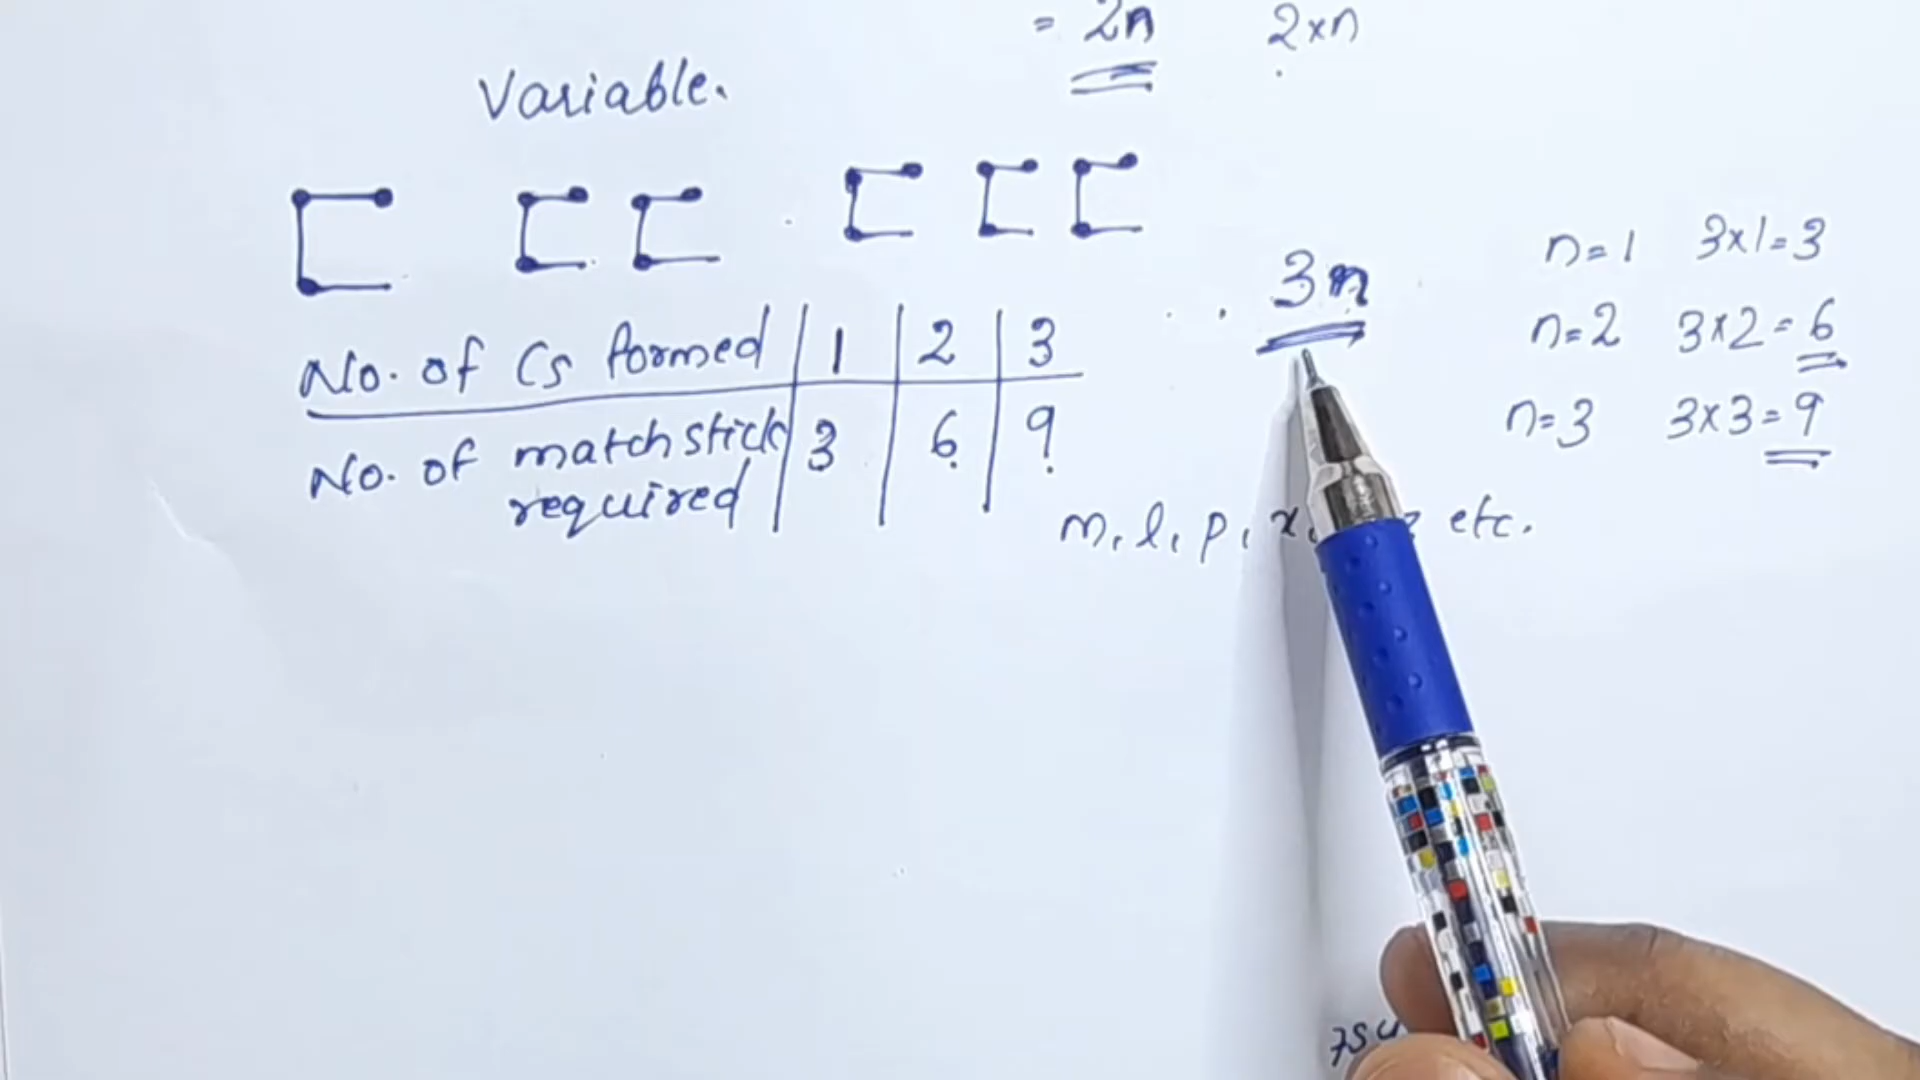 = 2n 2×n
Variable.
3n
n=1 3×1=3
n=2 3×2=6
n=3 3×3=9
No. of Cs formed 1 2 3
No. of matchstick 3 6 9
required
m, l, p, x, etc.